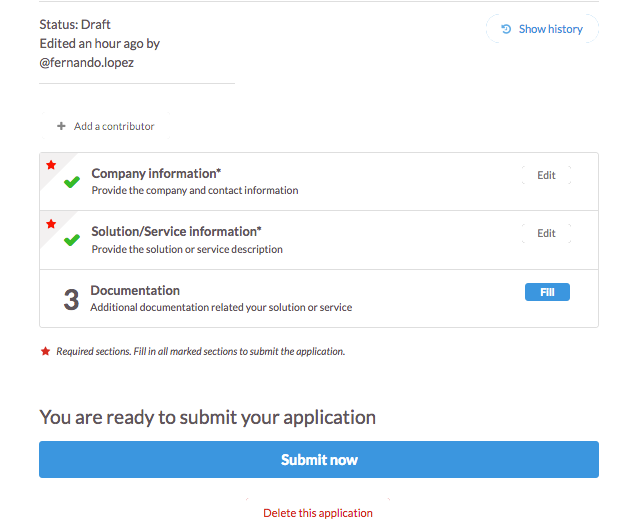 Status: Draft
Show history
Edited an hour ago by
@fernando.lopez
+ Add a contributor
Company information*
Edit
Provide the company and contact information
Solution/Service information*
Edit
Provide the solution or service description
3 Documentation
Fill
Additional documentation related your solution or service
Required sections. Fill in all marked sections to submit the application.
You are ready to submit your application
Submit now
Delete this application